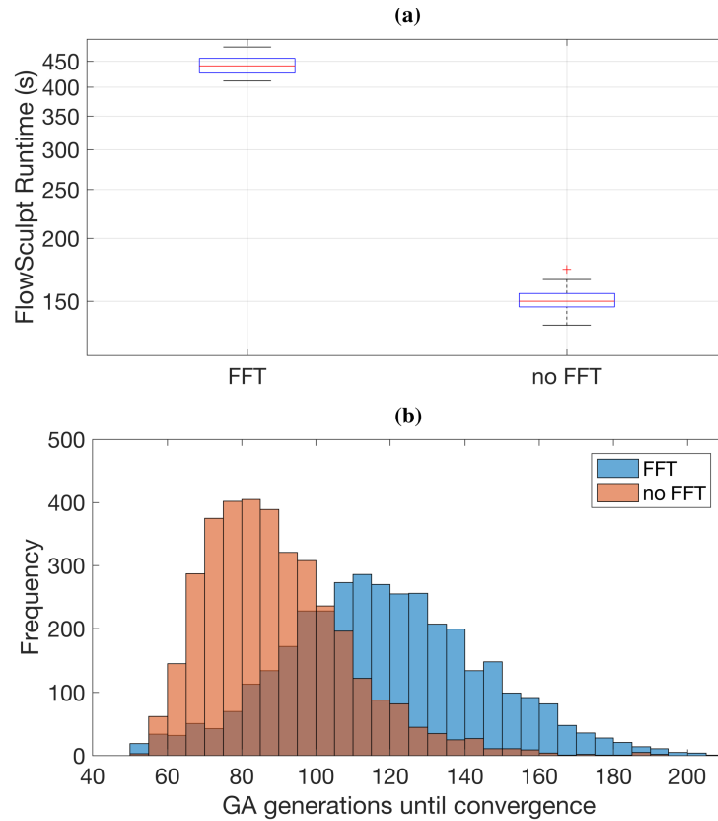 (a)
FlowSculpt Runtime (s)
450
400
350
300
250
200
150
FFT no FFT
(b)
Frequency
500
400
300
200
100
0
FFT
no FFT
40 60 80 100 120 140 160 180 200
GA generations until convergence